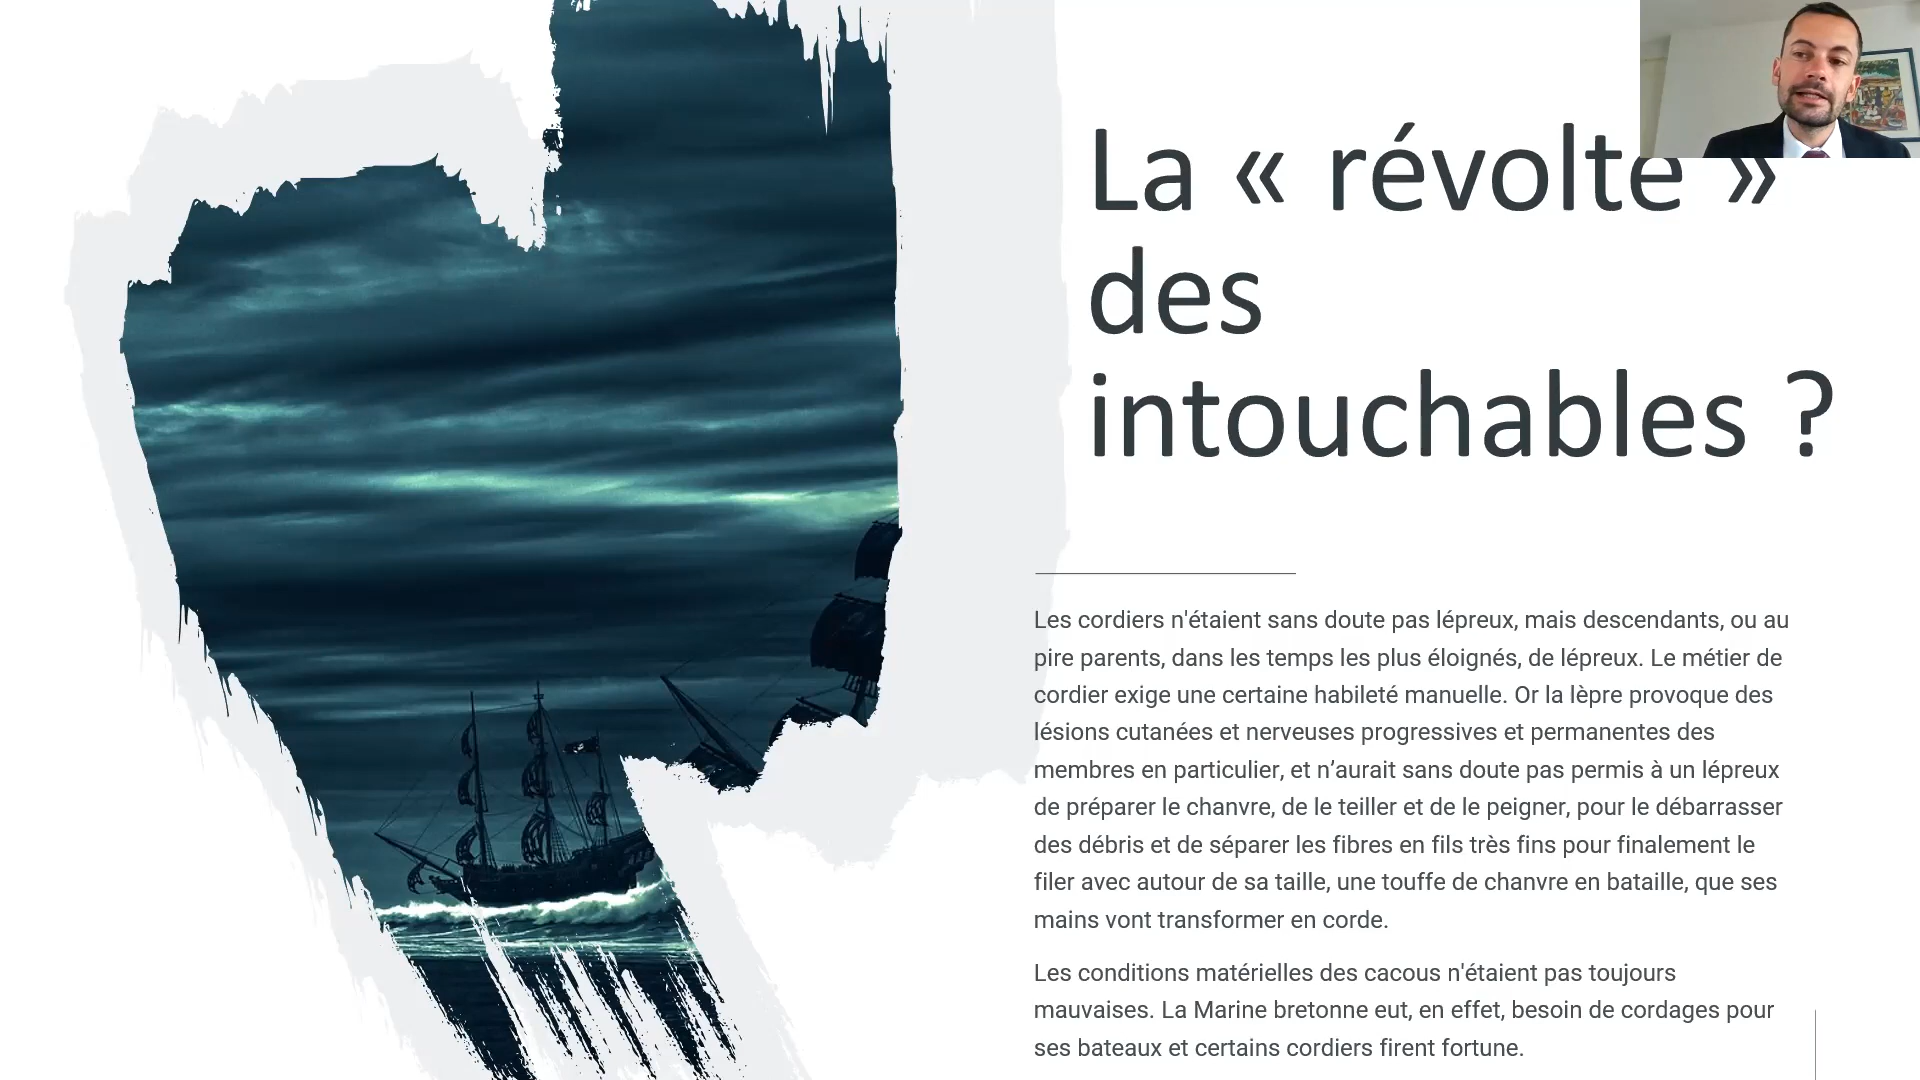 La « révolte »
des
intouchables ?
Les cordiers n'étaient sans doute pas lépreux, mais descendants, ou au
pire parents, dans les temps les plus éloignés, de lépreux. Le métier de
cordier exige une certaine habileté manuelle. Or la lèpre provoque des
lésions cutanées et nerveuses progressives et permanentes des
membres en particulier, et n’aurait sans doute pas permis à un lépreux
de préparer le chanvre, de le teiller et de le peigner, pour le débarrasser
des débris et de séparer les fibres en fils très fins pour finalement le
filer avec autour de sa taille, une touffe de chanvre en bataille, que ses
mains vont transformer en corde.
Les conditions matérielles des cacous n'étaient pas toujours
mauvaises. La Marine bretonne eut, en effet, besoin de cordages pour
ses bateaux et certains cordiers firent fortune.